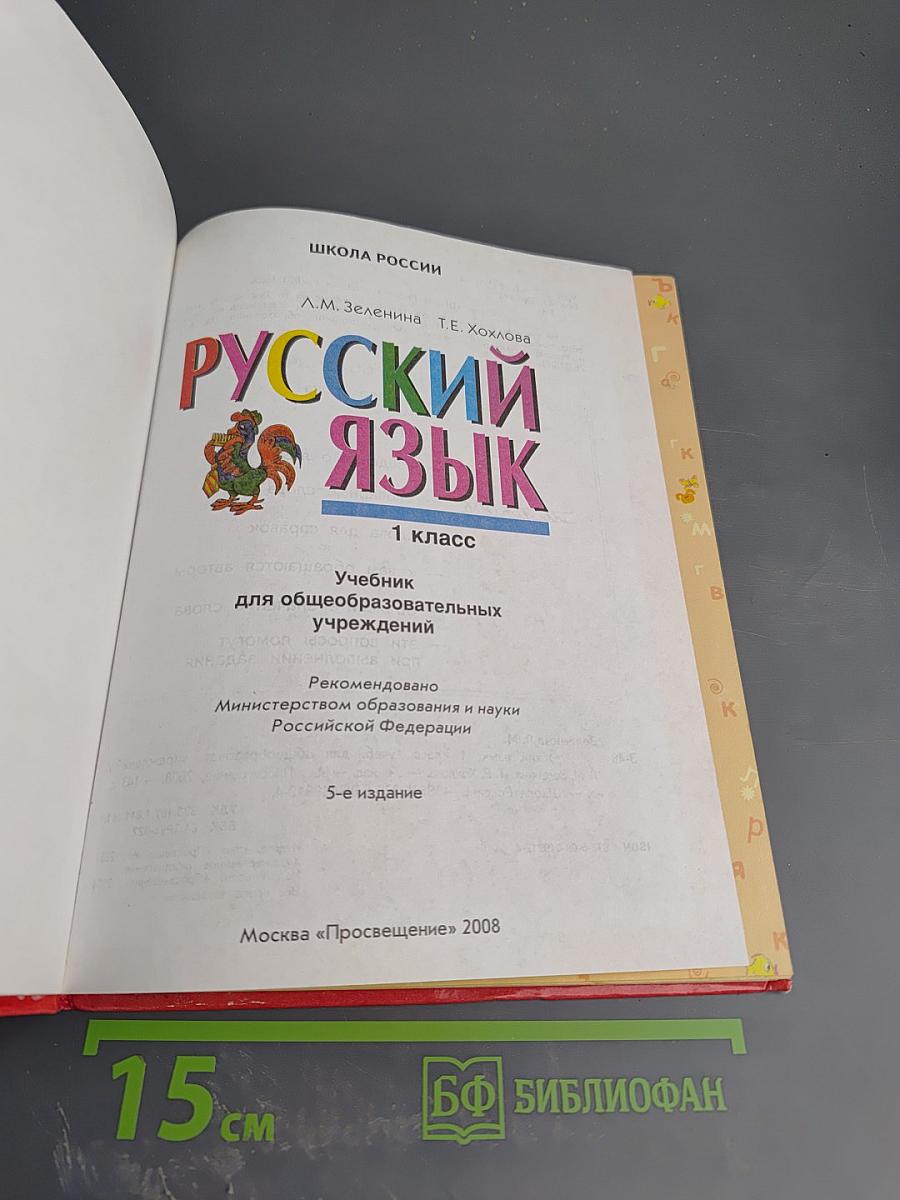 ШКОЛА РОССИИ
Л.М. Зеленина Т.Е. Хохлова
РУССКИЙ
ЯЗЫК
1 класс
Учебник
для общеобразовательных
учреждений
Рекомендовано
Министерством образования и науки
Российской Федерации
5-е издание
Москва «Просвещение» 2008
15 см
БФ БИБЛИОФАН